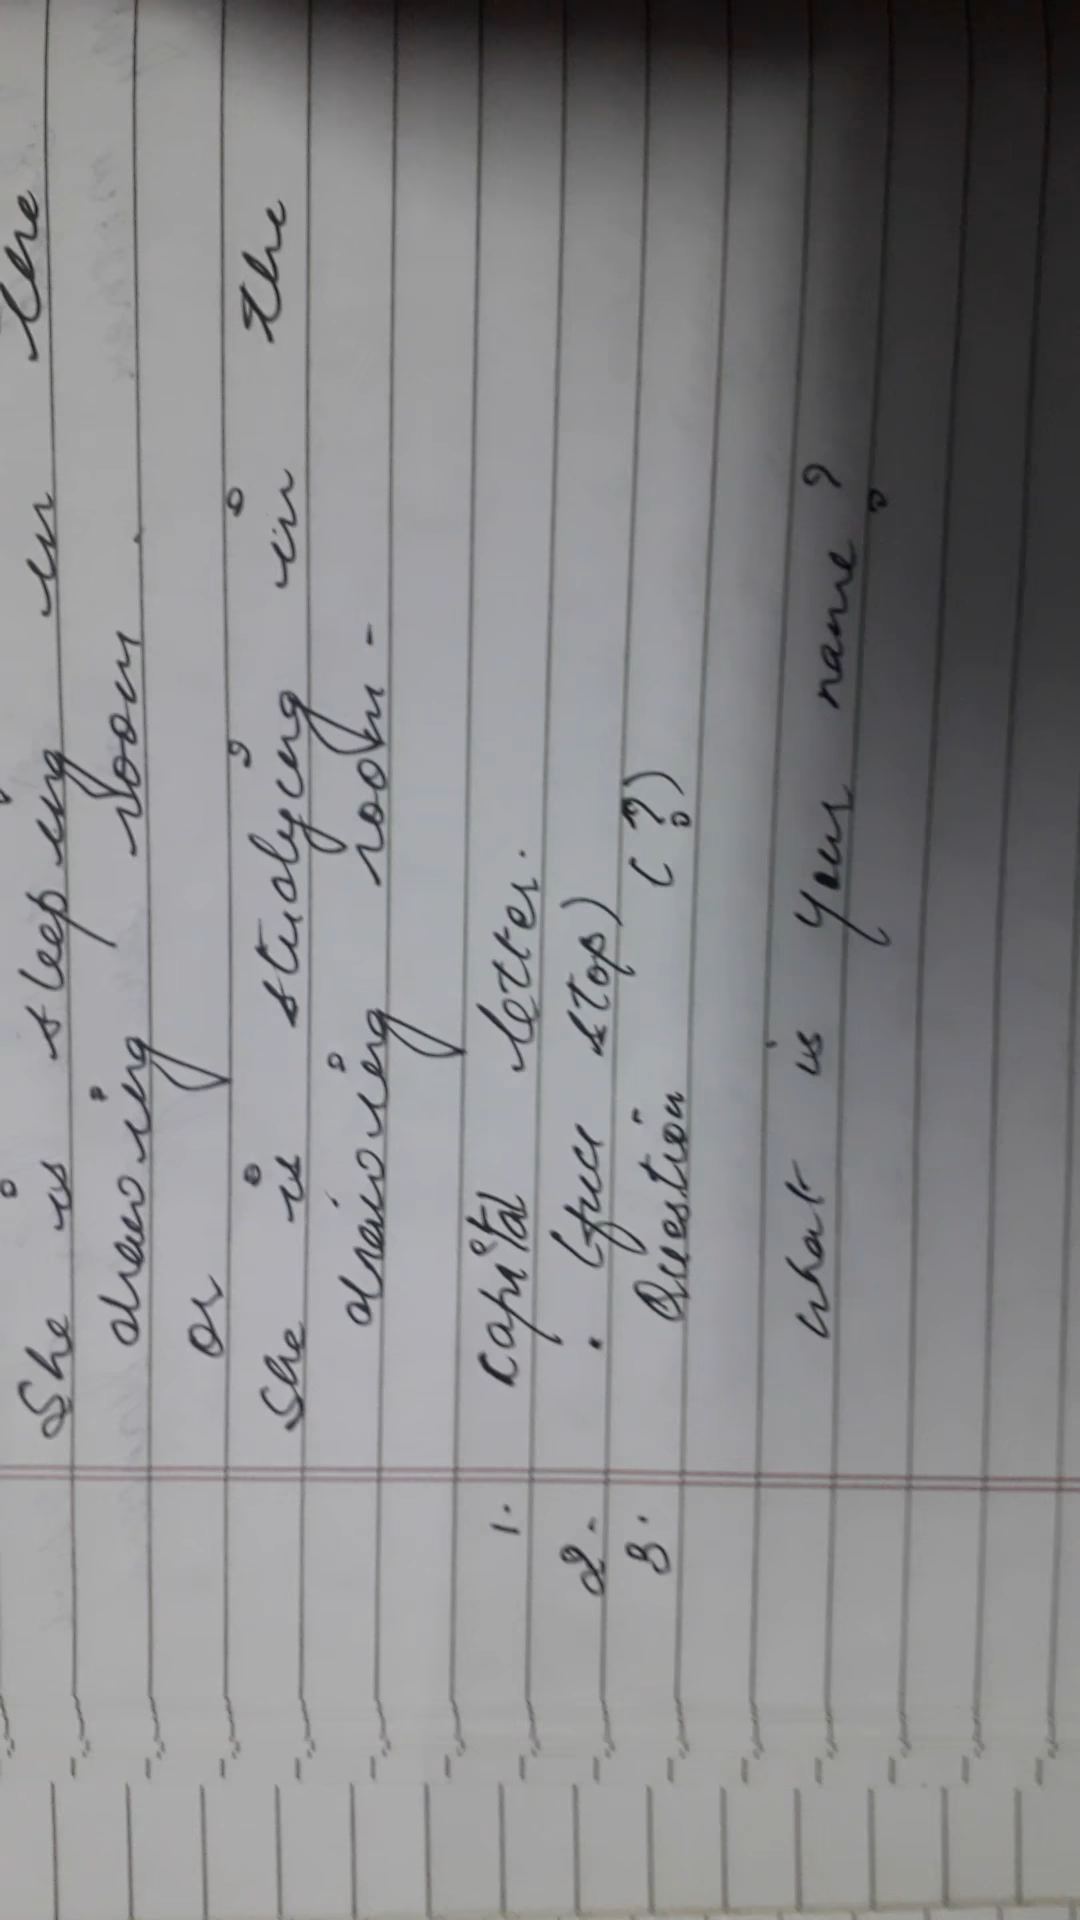 She is sleeping in the
drawing room.
or
She is studying in the
drawing room.
1. Capital letter.
2. . (full stop)
3. Question (?)
What is your name?